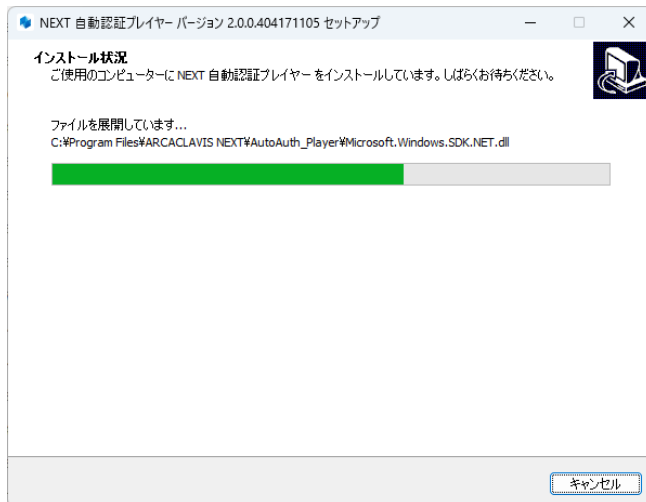 NEXT 自動認証プレイヤー バージョン 2.0.0.404171105 セットアップ
インストール状況
ご使用のコンピューターに NEXT 自動認証プレイヤー をインストールしています。しばらくお待ちください。
ファイルを展開しています...
C:¥Program Files¥ARCACLAVIS NEXT¥AutoAuth_Player¥Microsoft.Windows.SDK.NET.dll
キャンセル